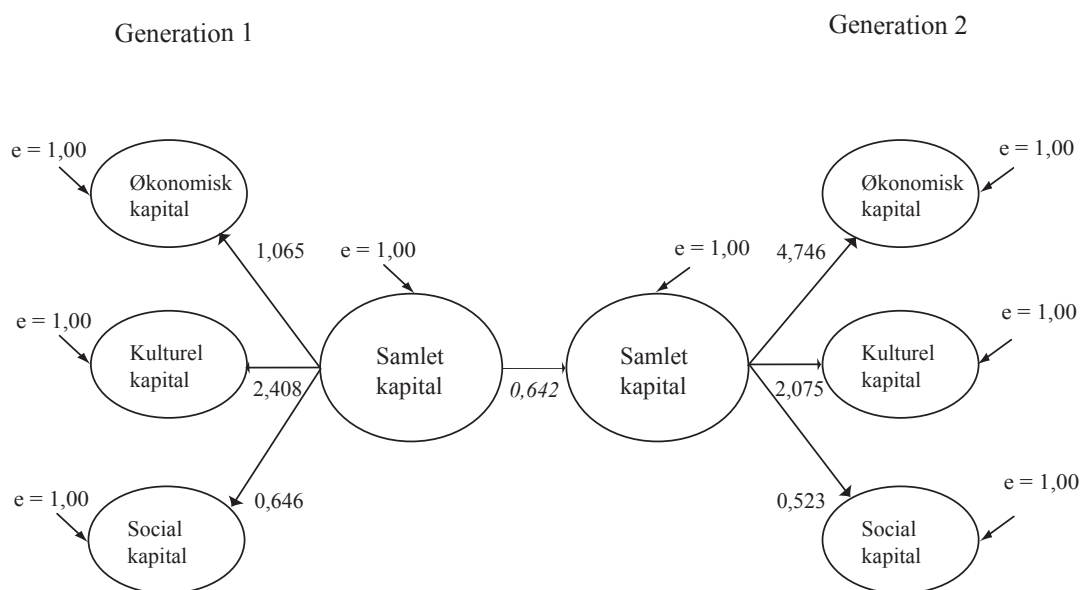 Generation 1
Generation 2
e = 1,00
Økonomisk
kapital
1,065
e = 1,00
Kulturel
kapital
2,408
e = 1,00
Social
kapital
0,646
e = 1,00
Samlet
kapital
0,642
e = 1,00
Samlet
kapital
4,746
Økonomisk
kapital
e = 1,00
2,075
Kulturel
kapital
e = 1,00
0,523
Social
kapital
e = 1,00